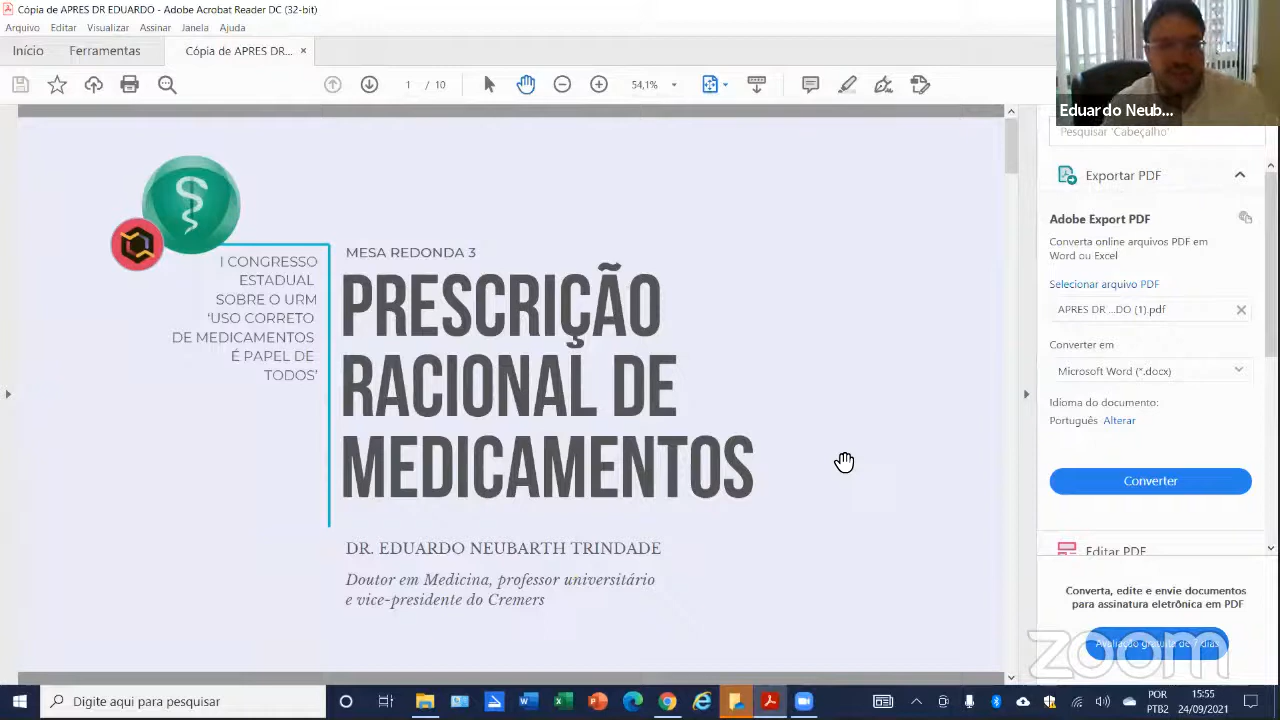 Cópia de APRES DR EDUARDO - Adobe Acrobat Reader DC (32-bit)
Arquivo Editar Visualizar Assinar Janela Ajuda
Início Ferramentas Cópia de APRES DR... ×
1 / 10 54,1%
Eduardo Neub...
Pesquisar 'Cabeçalho'
Exportar PDF
Adobe Export PDF
Converta online arquivos PDF em
Word ou Excel
Selecionar arquivo PDF
APRES DR ...DO (1).pdf
Converter em
Microsoft Word (*.docx)
Idioma do documento:
Português Alterar
Converter
Editar PDF
Converta, edite e envie documentos
para assinatura eletrônica em PDF
Avaliação gratuita de 7 dias
zoom
I CONGRESSO
ESTADUAL
SOBRE O URM
‘USO CORRETO
DE MEDICAMENTOS
É PAPEL DE
TODOS’
MESA REDONDA 3
PRESCRIÇÃO
RACIONAL DE
MEDICAMENTOS
DR. EDUARDO NEUBARTH TRINDADE
Doutor em Medicina, professor universitário
e vice-presidente do Cremers
Digite aqui para pesquisar
POR
PTB2
15:55
24/09/2021